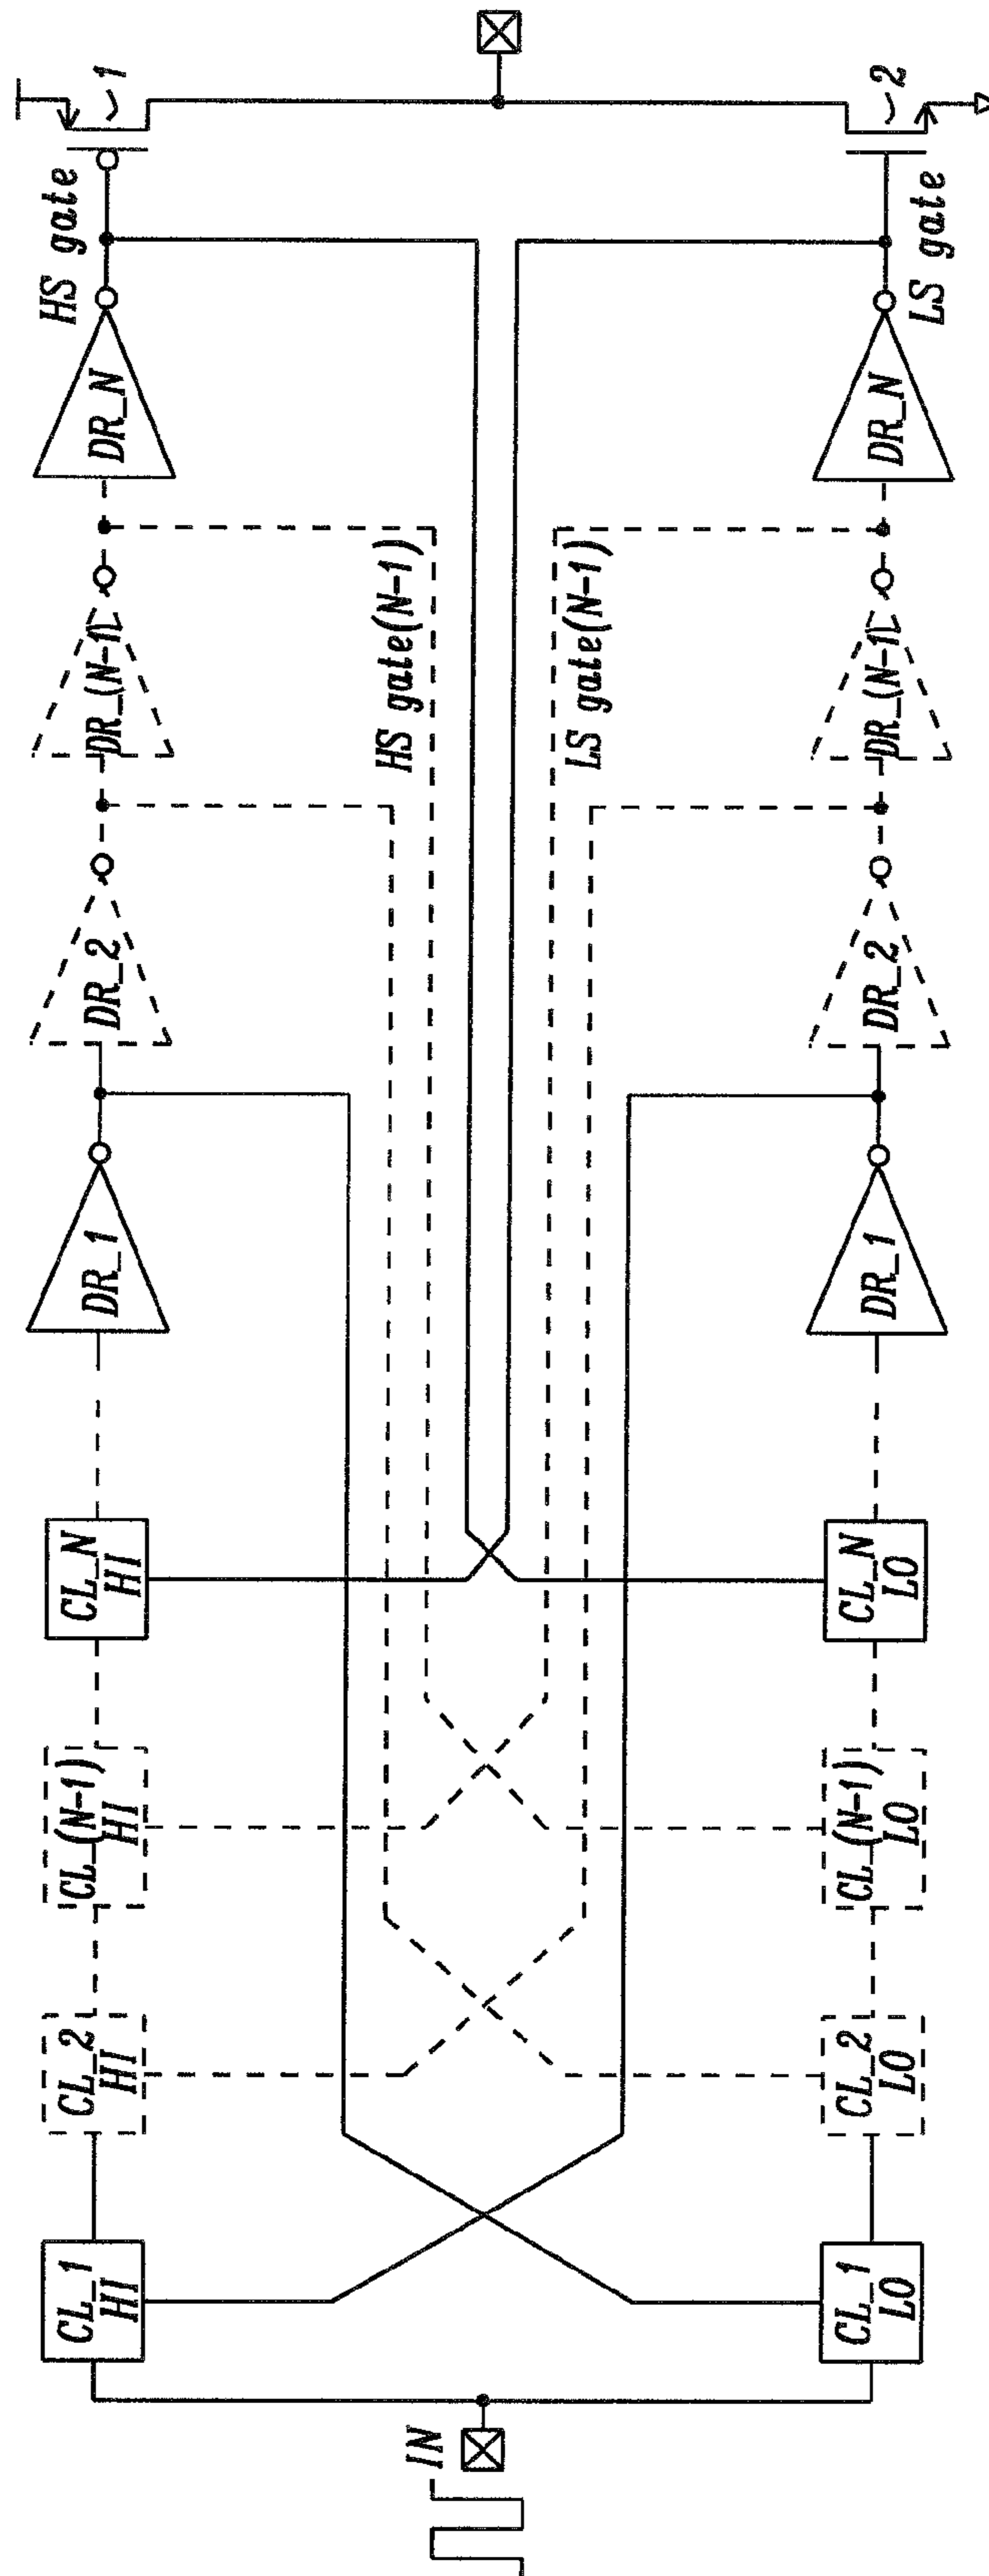 IN
CL_1
HI
CL_2
HI
CL_(N-1)
HI
CL_N
HI
DR_1
DR_2
DR_(N-1)
DR_N
HS gate
1
HS gate(N-1)
LS gate(N-1)
CL_1
LO
CL_2
LO
CL_(N-1)
LO
CL_N
LO
DR_1
DR_2
DR_(N-1)
DR_N
LS gate
2